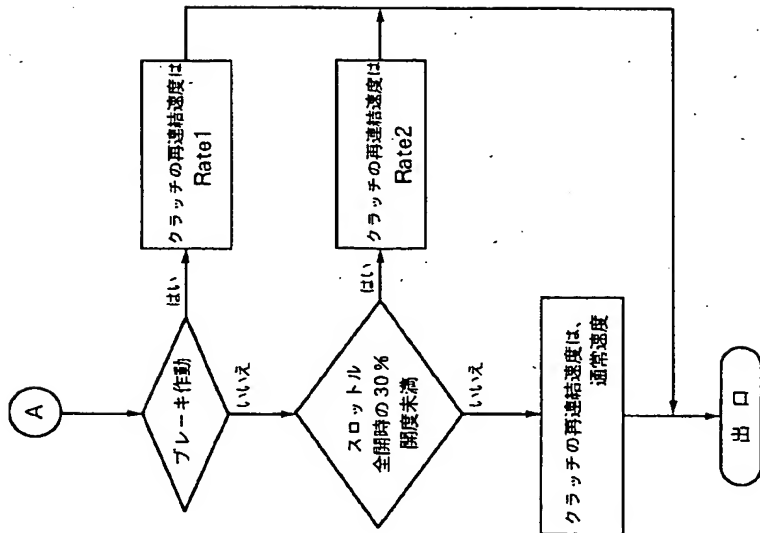 A
ブレーキ作動
はい
クラッチの再連結速度は
Rate1
いいえ
スロットル
全開時の30%
開度未満
はい
クラッチの再連結速度は
Rate2
いいえ
クラッチの再連結速度は、
通常速度
出口